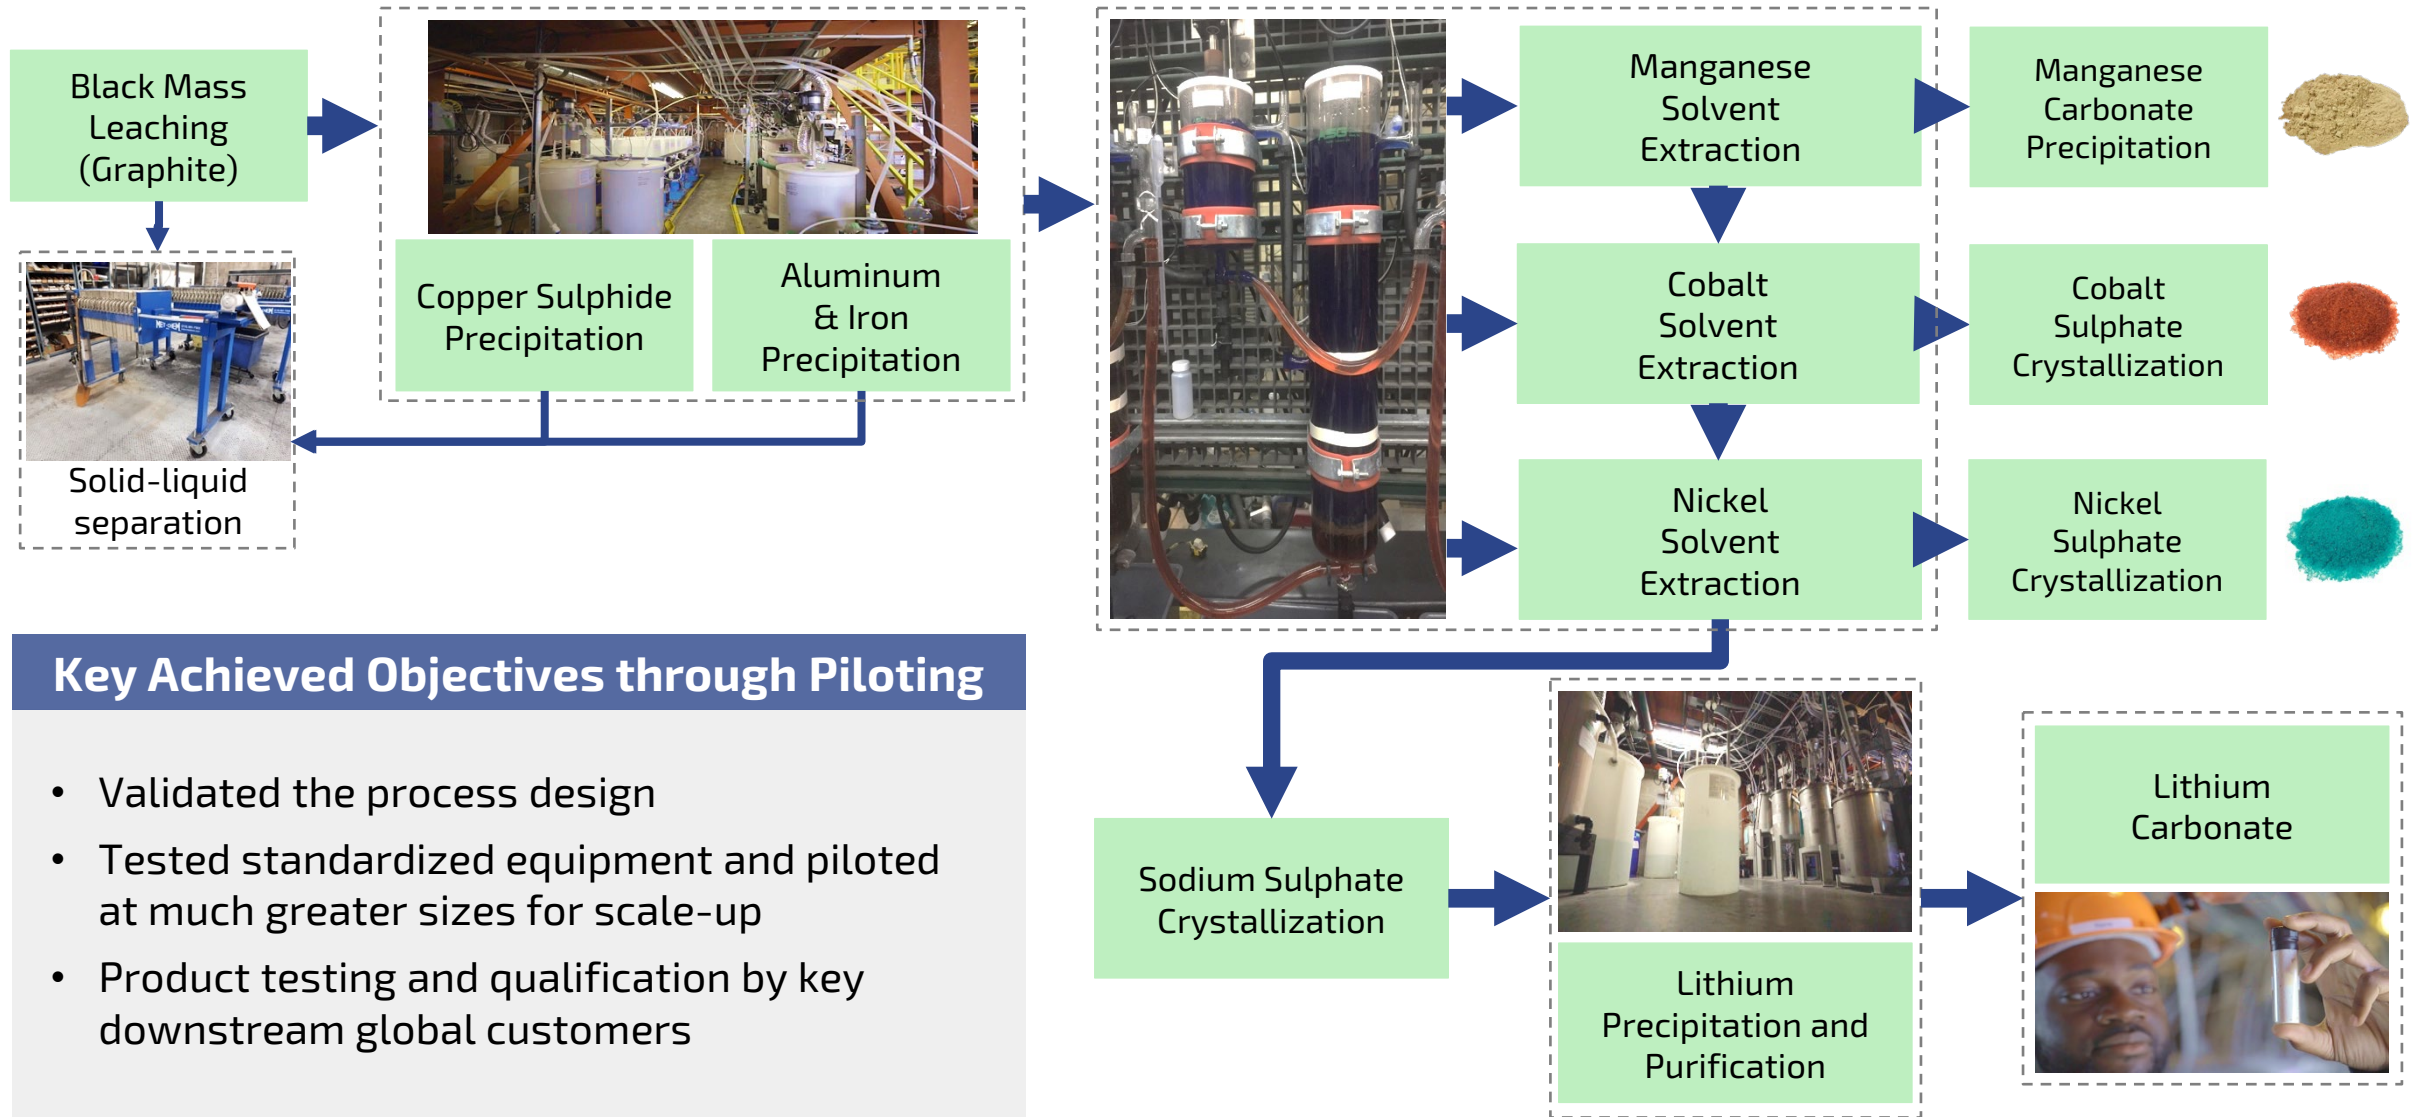 Black Mass
Leaching
(Graphite)
Solid-liquid
separation
Copper Sulphide
Precipitation
Aluminum
& Iron
Precipitation
Manganese
Solvent
Extraction
Manganese
Carbonate
Precipitation
Cobalt
Solvent
Extraction
Cobalt
Sulphate
Crystallization
Nickel
Solvent
Extraction
Nickel
Sulphate
Crystallization
Key Achieved Objectives through Piloting
• Validated the process design
• Tested standardized equipment and piloted
at much greater sizes for scale-up
• Product testing and qualification by key
downstream global customers
Sodium Sulphate
Crystallization
Lithium
Precipitation and
Purification
Lithium
Carbonate